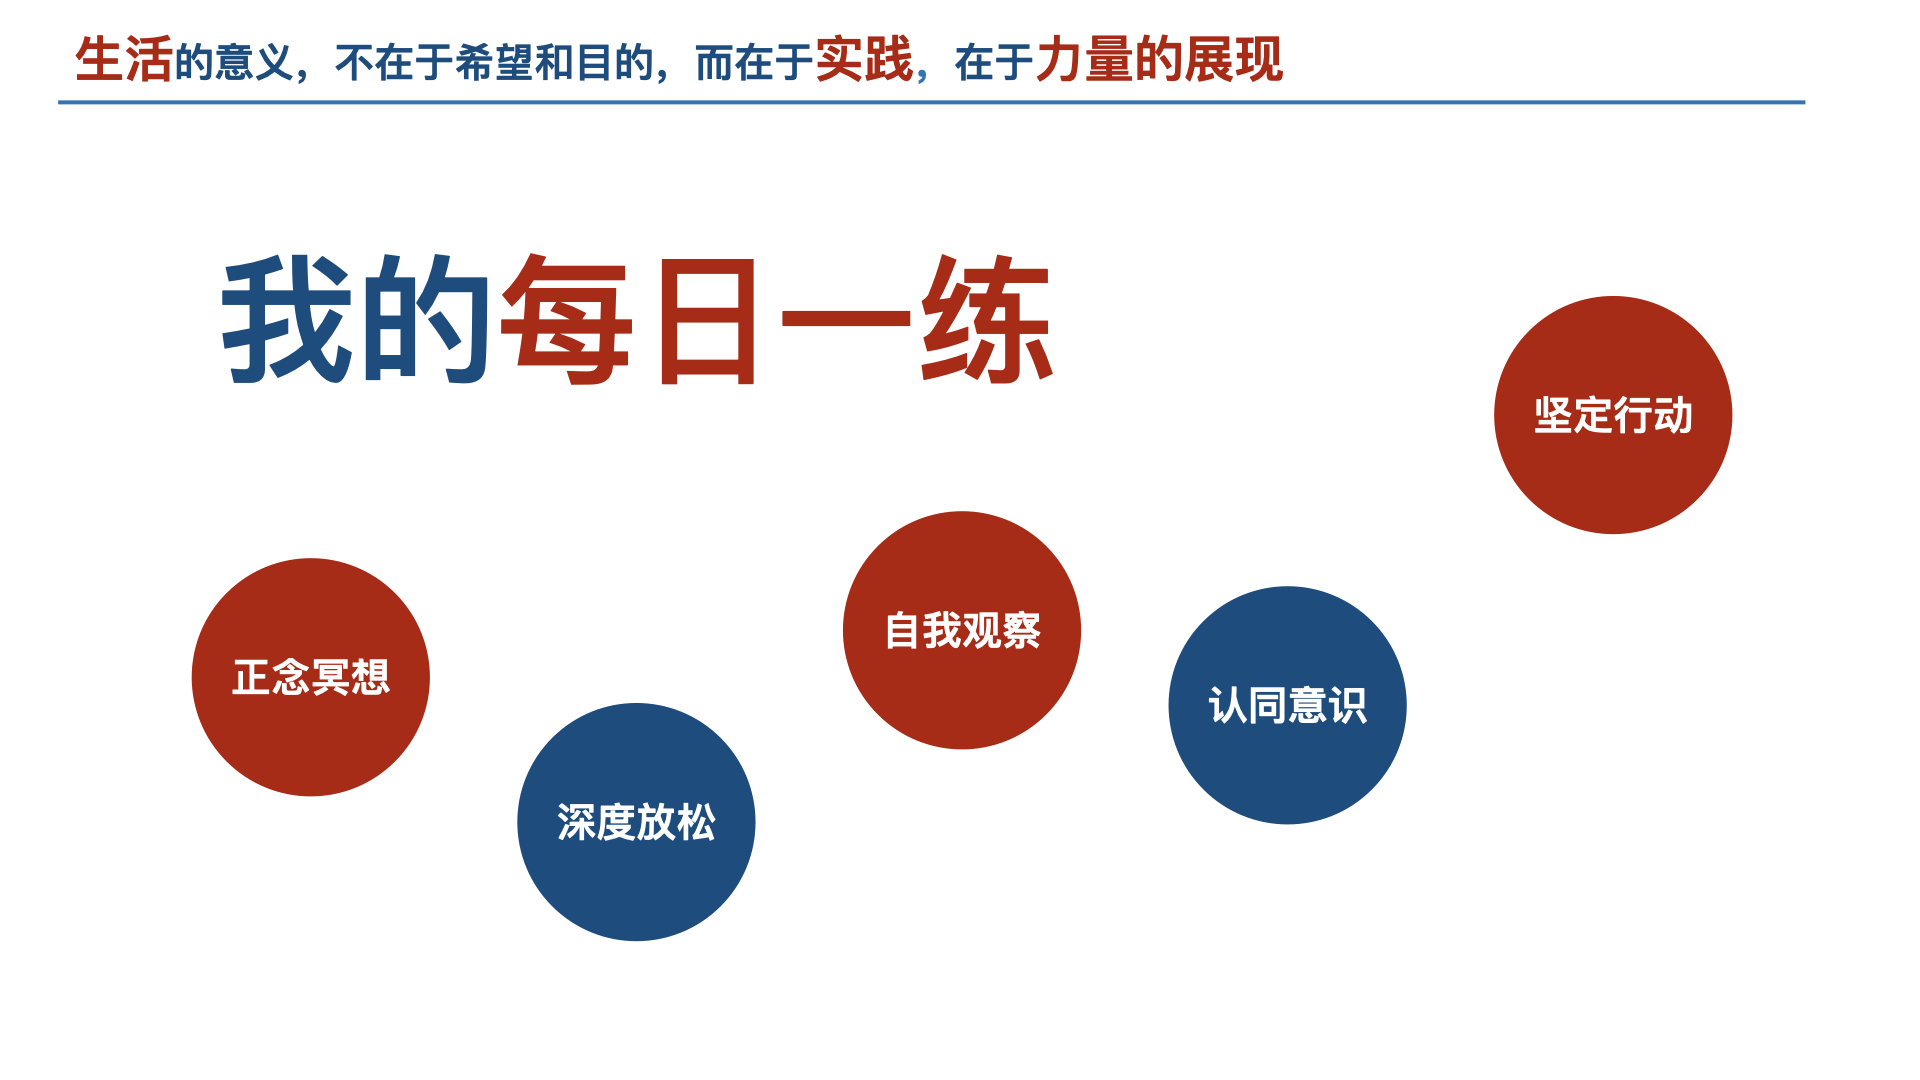 生活的意义，不在于希望和目的，而在于实践，在于力量的展现
我的每日一练
正念冥想
深度放松
自我观察
认同意识
坚定行动